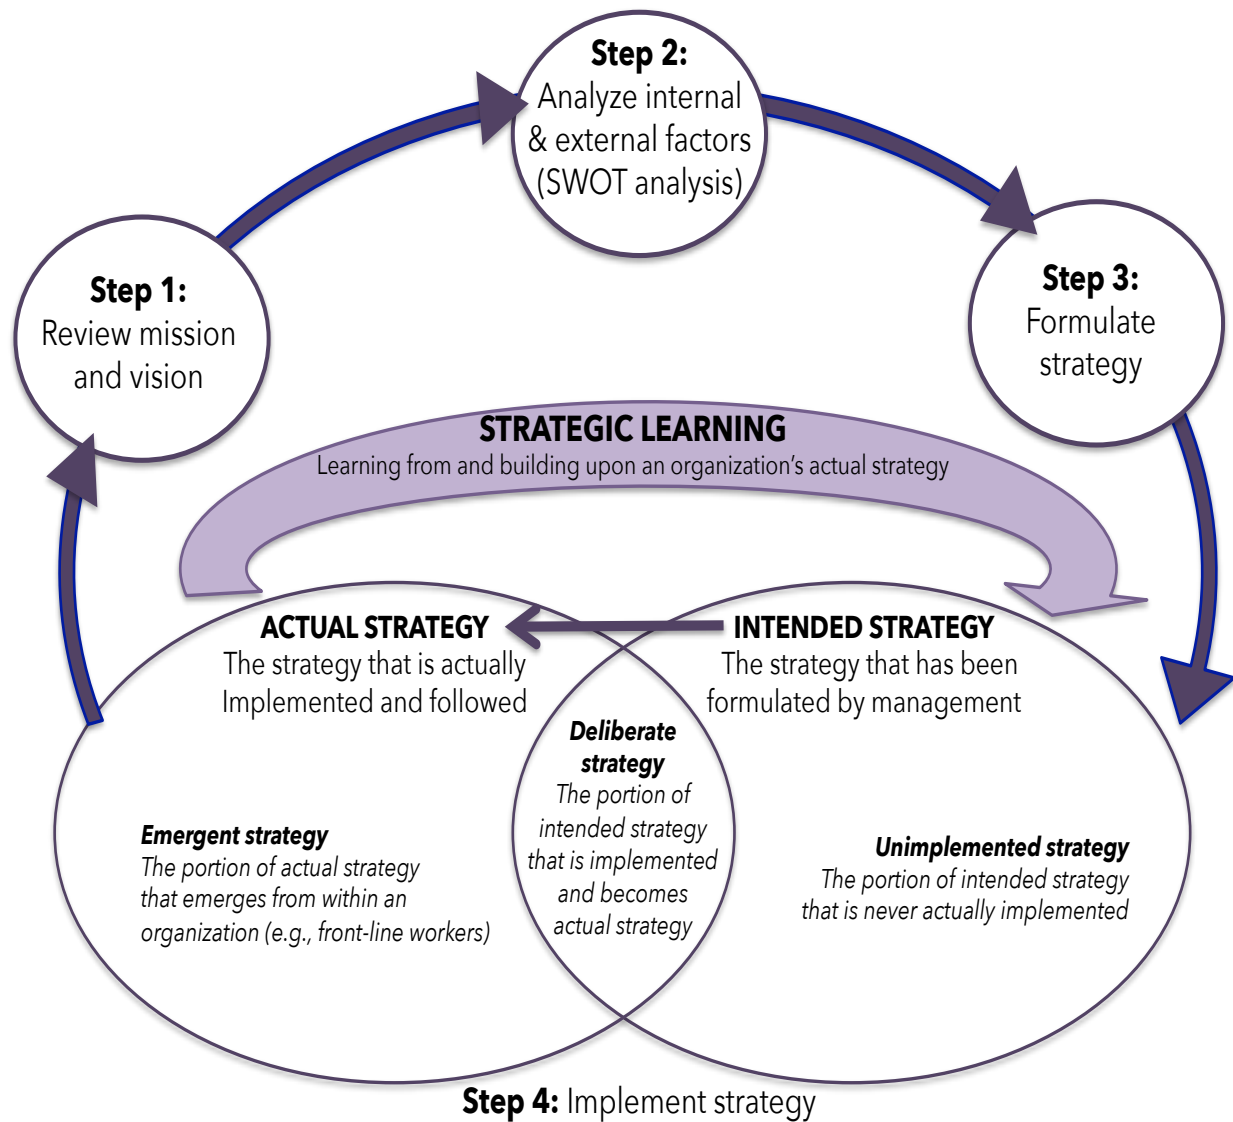 Step 2:
Analyze internal
& external factors
(SWOT analysis)
Step 1:
Review mission
and vision
Step 3:
Formulate
strategy
STRATEGIC LEARNING
Learning from and building upon an organization's actual strategy
ACTUAL STRATEGY
The strategy that is actually
Implemented and followed
INTENDED STRATEGY
The strategy that has been
formulated by management
Deliberate
strategy
The portion of
intended strategy
that is implemented
and becomes
actual strategy
Emergent strategy
The portion of actual strategy
that emerges from within an
organization (e.g., front-line workers)
Unimplemented strategy
The portion of intended strategy
that is never actually implemented
Step 4: Implement strategy